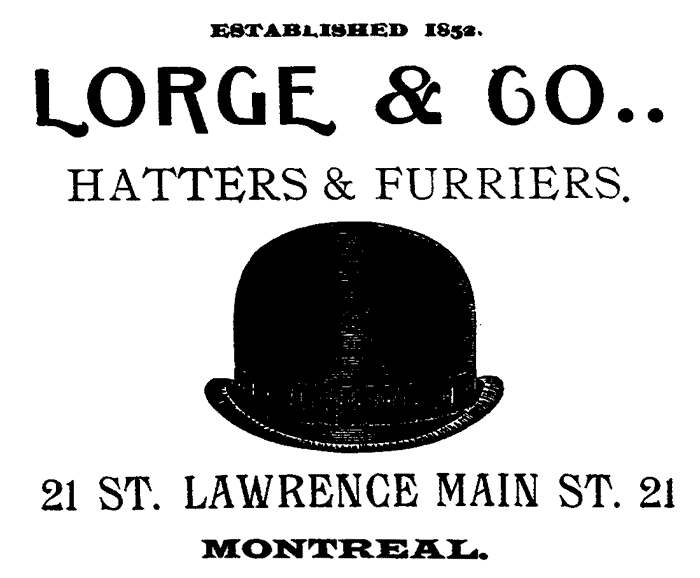 ESTABLISHED 1852.
LORGE & CO..
HATTERS & FURRIERS.
21 ST. LAWRENCE MAIN ST. 21
MONTREAL.